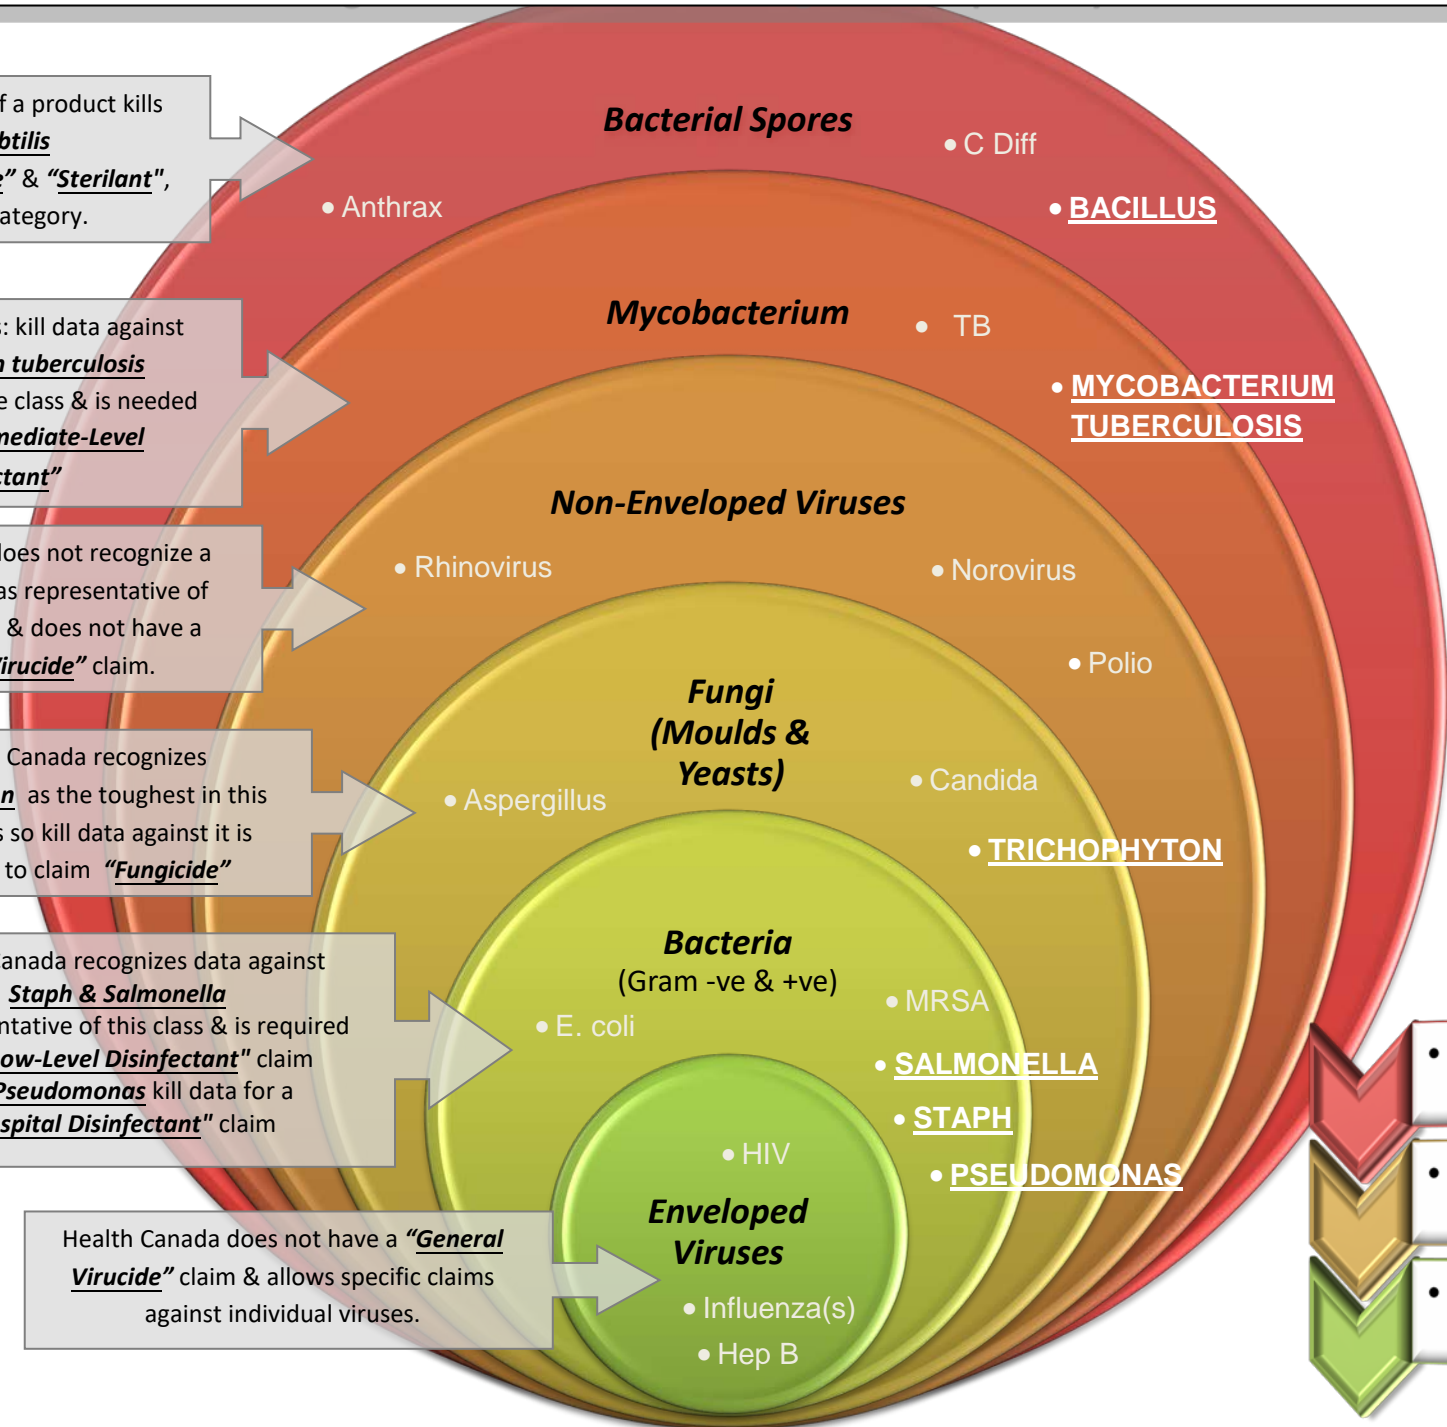 f a product kills
btilis
e" & "Sterilant",
ategory.
Bacterial Spores
• C Diff
• Anthrax
• BACILLUS
s: kill data against
n tuberculosis
e class & is needed
mediate-Level
ctant"
Mycobacterium
• TB
• MYCOBACTERIUM
TUBERCULOSIS
does not recognize a
as representative of
& does not have a
Virucide" claim.
Non-Enveloped Viruses
• Rhinovirus
• Norovirus
• Polio
Canada recognizes
n as the toughest in this
s so kill data against it is
to claim "Fungicide"
Fungi
(Moulds &
Yeasts)
• Aspergillus
• Candida
• TRICHOPHYTON
Canada recognizes data against
Staph & Salmonella
ntative of this class & is required
ow-Level Disinfectant" claim
Pseudomonas kill data for a
spital Disinfectant" claim
Bacteria
(Gram -ve & +ve)
• E. coli
• MRSA
• SALMONELLA
• STAPH
• PSEUDOMONAS
Health Canada does not have a "General
Virucide" claim & allows specific claims
against individual viruses.
• HIV
Enveloped
Viruses
• Influenza(s)
• Hep B
•
•
•